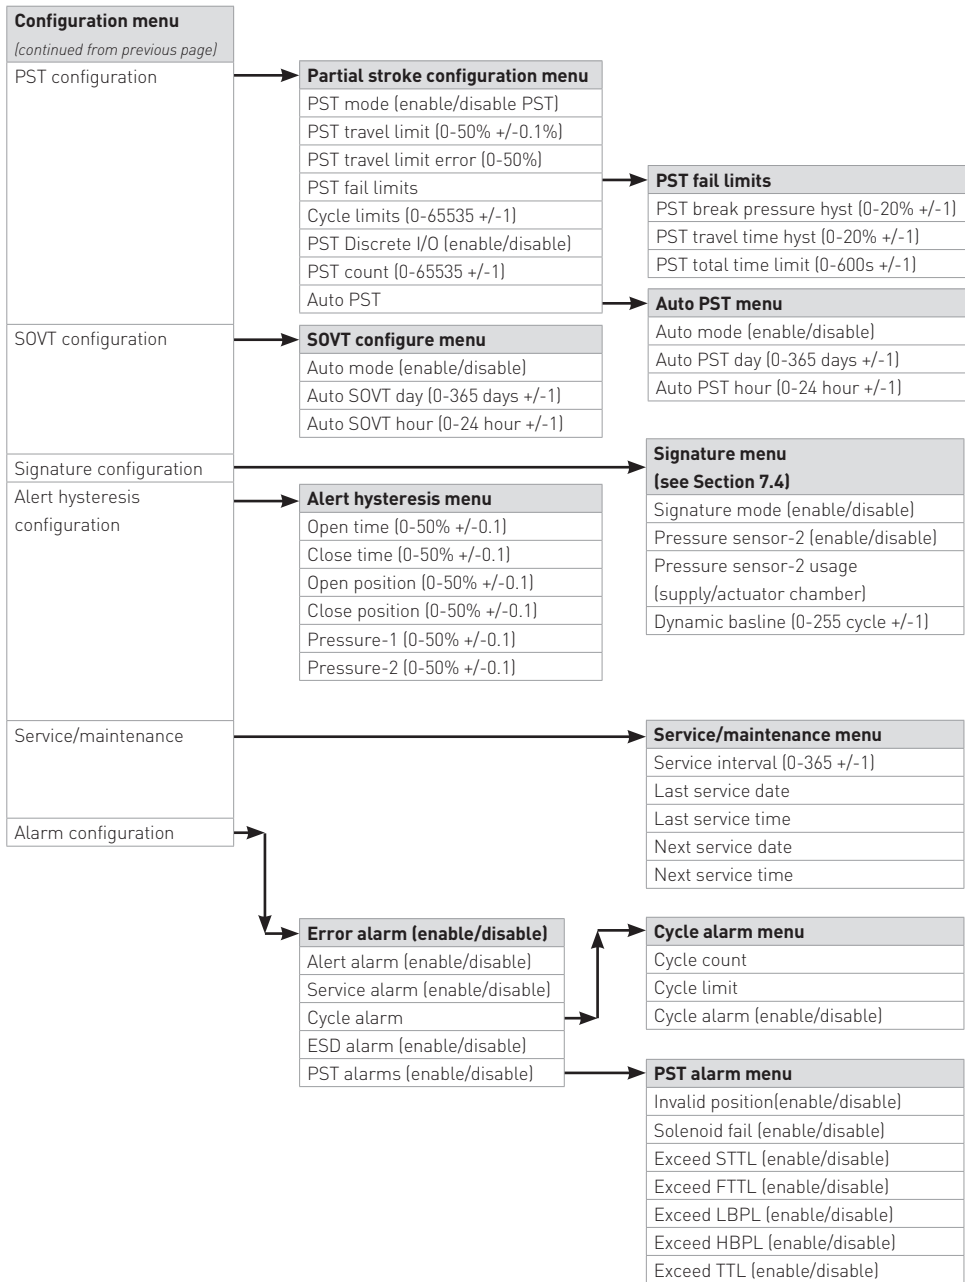 Configuration menu
(continued from previous page)
PST configuration
Partial stroke configuration menu
PST mode (enable/disable PST)
PST travel limit (0-50% +/-0.1%)
PST travel limit error (0-50%)
PST fail limits
Cycle limits (0-65535 +/-1)
PST Discrete I/O (enable/disable)
PST count (0-65535 +/-1)
Auto PST
PST fail limits
PST break pressure hyst (0-20% +/-1)
PST travel time hyst (0-20% +/-1)
PST total time limit (0-600s +/-1)
Auto PST menu
Auto mode (enable/disable)
Auto PST day (0-365 days +/-1)
Auto PST hour (0-24 hour +/-1)
SOVT configuration
SOVT configure menu
Auto mode (enable/disable)
Auto SOVT day (0-365 days +/-1)
Auto SOVT hour (0-24 hour +/-1)
Signature configuration
Signature menu
(see Section 7.4)
Signature mode (enable/disable)
Pressure sensor-2 (enable/disable)
Pressure sensor-2 usage
(supply/actuator chamber)
Dynamic basline (0-255 cycle +/-1)
Alert hysteresis
configuration
Alert hysteresis menu
Open time (0-50% +/-0.1)
Close time (0-50% +/-0.1)
Open position (0-50% +/-0.1)
Close position (0-50% +/-0.1)
Pressure-1 (0-50% +/-0.1)
Pressure-2 (0-50% +/-0.1)
Service/maintenance
Service/maintenance menu
Service interval (0-365 +/-1)
Last service date
Last service time
Next service date
Next service time
Alarm configuration
Error alarm (enable/disable)
Alert alarm (enable/disable)
Service alarm (enable/disable)
Cycle alarm
ESD alarm (enable/disable)
PST alarms (enable/disable)
Cycle alarm menu
Cycle count
Cycle limit
Cycle alarm (enable/disable)
PST alarm menu
Invalid position(enable/disable)
Solenoid fail (enable/disable)
Exceed STTL (enable/disable)
Exceed FTTL (enable/disable)
Exceed LBPL (enable/disable)
Exceed HBPL (enable/disable)
Exceed TTL (enable/disable)